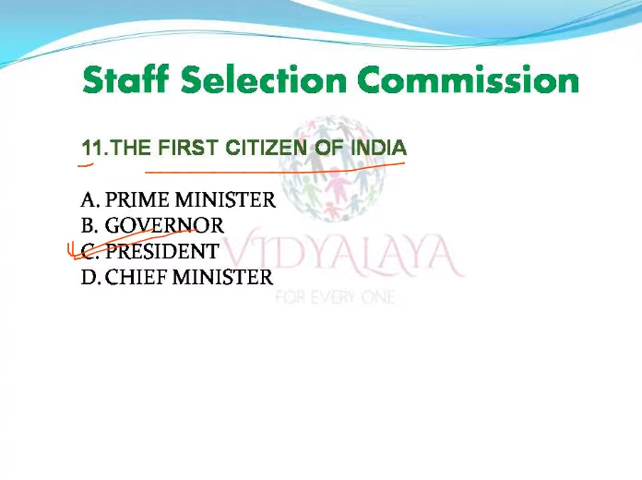 Staff Selection Commission
11.THE FIRST CITIZEN OF INDIA
A. PRIME MINISTER
B. GOVERNOR
C. PRESIDENT
D. CHIEF MINISTER
VIDYALAYA
FOR EVERY ONE